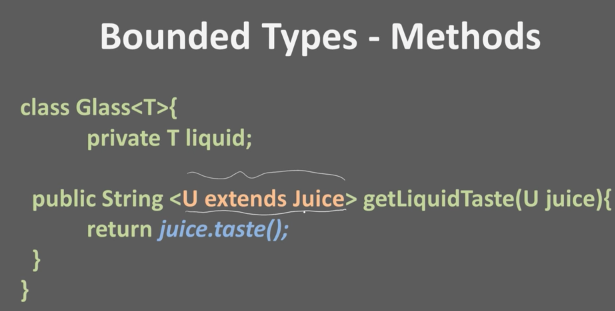 Bounded Types - Methods
class Glass<T>{
private T liquid;
public String <U extends Juice> getLiquidTaste(U juice){
return juice.taste();
}
}